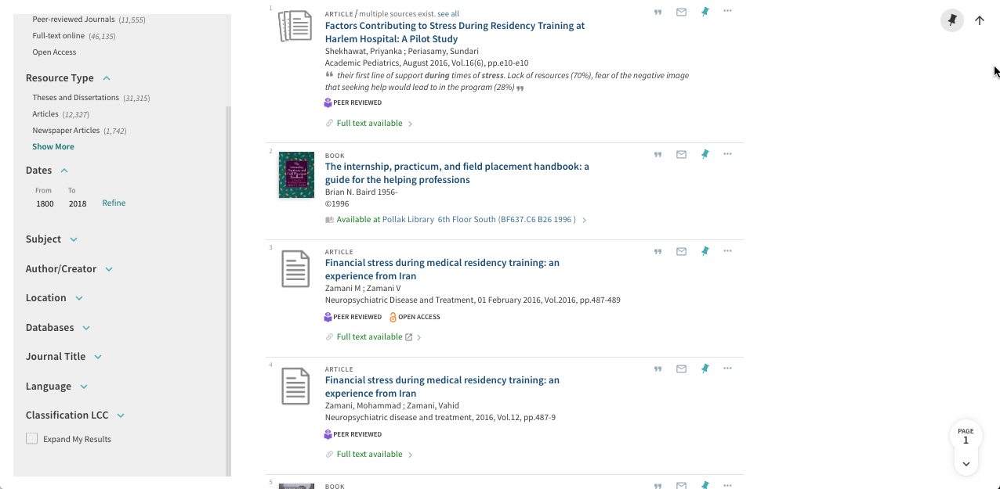 Peer-reviewed Journals (11,555)
Full-text online (46,135)
Open Access
Resource Type
Theses and Dissertations (31,315)
Articles (12,327)
Newspaper Articles (1,742)
Show More
Dates
From To
1800 2018 Refine
Subject
Author/Creator
Location
Databases
Journal Title
Language
Classification LCC
Expand My Results
1
ARTICLE / multiple sources exist. see all
Factors Contributing to Stress During Residency Training at
Harlem Hospital: A Pilot Study
Shekhawat, Priyanka ; Periasamy, Sundari
Academic Pediatrics, August 2016, Vol.16(6), pp.e10-e10
❝ their first line of support during times of stress. Lack of resources (70%), fear of the negative image
that seeking help would lead to in the program (28%) ❞
PEER REVIEWED
Full text available
2
BOOK
The internship, practicum, and field placement handbook: a
guide for the helping professions
Brian N. Baird 1956-
©1996
Available at Pollak Library 6th Floor South (BF637.C6 B26 1996 )
3
ARTICLE
Financial stress during medical residency training: an
experience from Iran
Zamani M ; Zamani V
Neuropsychiatric Disease and Treatment, 01 February 2016, Vol.2016, pp.487-489
PEER REVIEWED OPEN ACCESS
Full text available
4
ARTICLE
Financial stress during medical residency training: an
experience from Iran
Zamani, Mohammad ; Zamani, Vahid
Neuropsychiatric disease and treatment, 2016, Vol.12, pp.487-9
PEER REVIEWED
Full text available
5
BOOK
PAGE
1